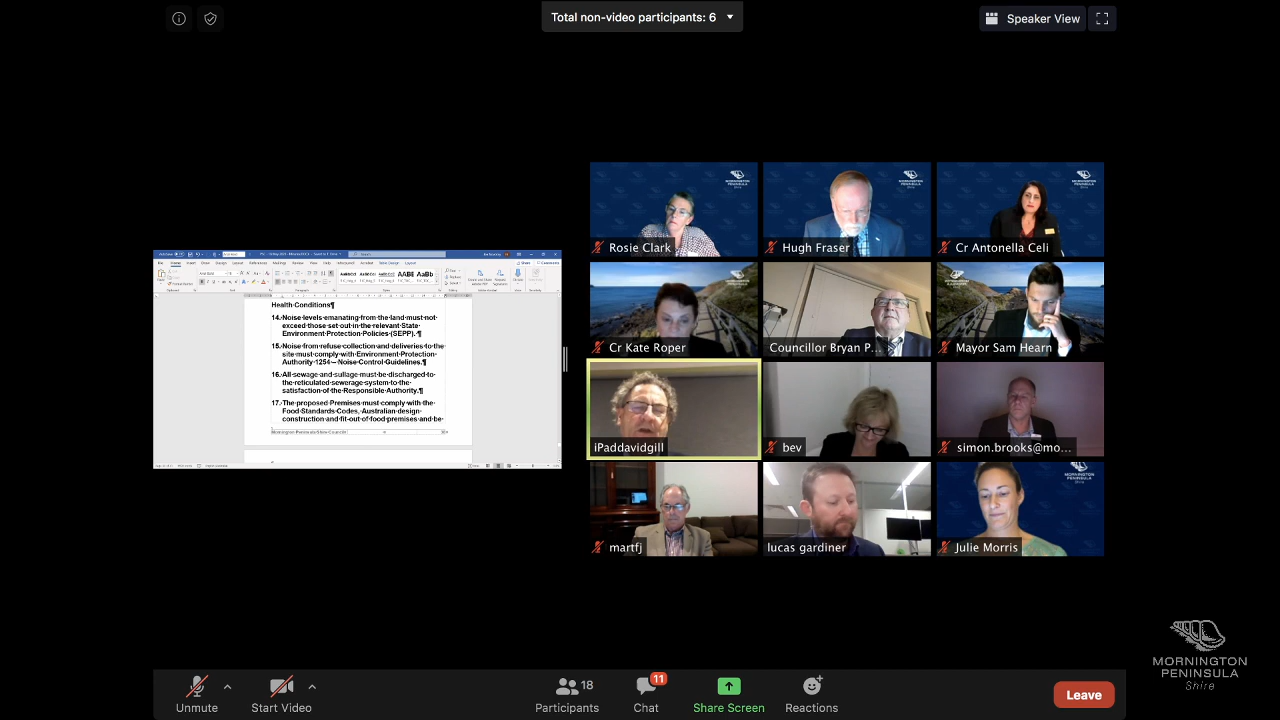 Total non-video participants: 6
Speaker View
Health·Conditions¶
14.·Noise·levels·emanating·from·the·land·must·not·
exceed·those·set·out·in·the·relevant·State·
Environment·Protection·Policies·(SEPP).·¶
15.·Noise·from·refuse·collection·and·deliveries·to·the·
site·must·comply·with·Environment·Protection·
Authority·1254·–·Noise·Control·Guidelines.¶
16.·All·sewage·and·sullage·must·be·discharged·to·
the·reticulated·sewerage·system·to·the·
satisfaction·of·the·Responsible·Authority.¶
17.·The·proposed·Premises·must·comply·with·the·
Food·Standards·Codes,·Australian·design·
construction·and·fit-out·of·food·premises·and·be·
Rosie Clark
Hugh Fraser
Cr Antonella Celi
Cr Kate Roper
Councillor Bryan P...
Mayor Sam Hearn
iPaddavidgill
bev
simon.brooks@mo...
martfj
lucas gardiner
Julie Morris
MORNINGTON
PENINSULA
Shire
Unmute
Start Video
18
Participants
11
Chat
Share Screen
Reactions
Leave